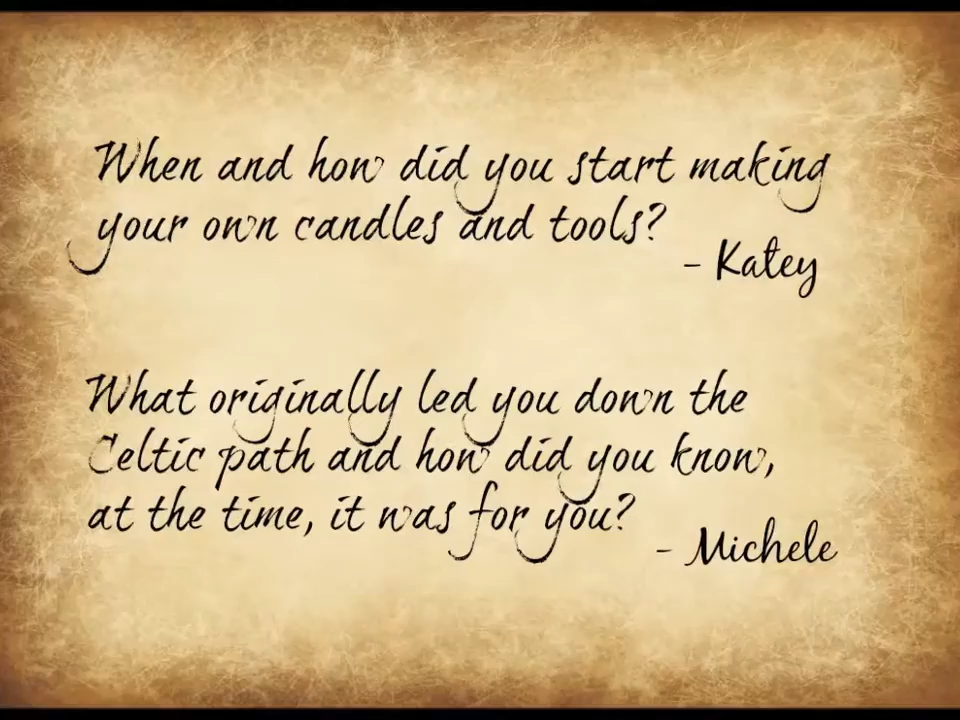 When and how did you start making
your own candles and tools?
- Katey
What originally led you down the
Celtic path and how did you know,
at the time, it was for you?
- Michele